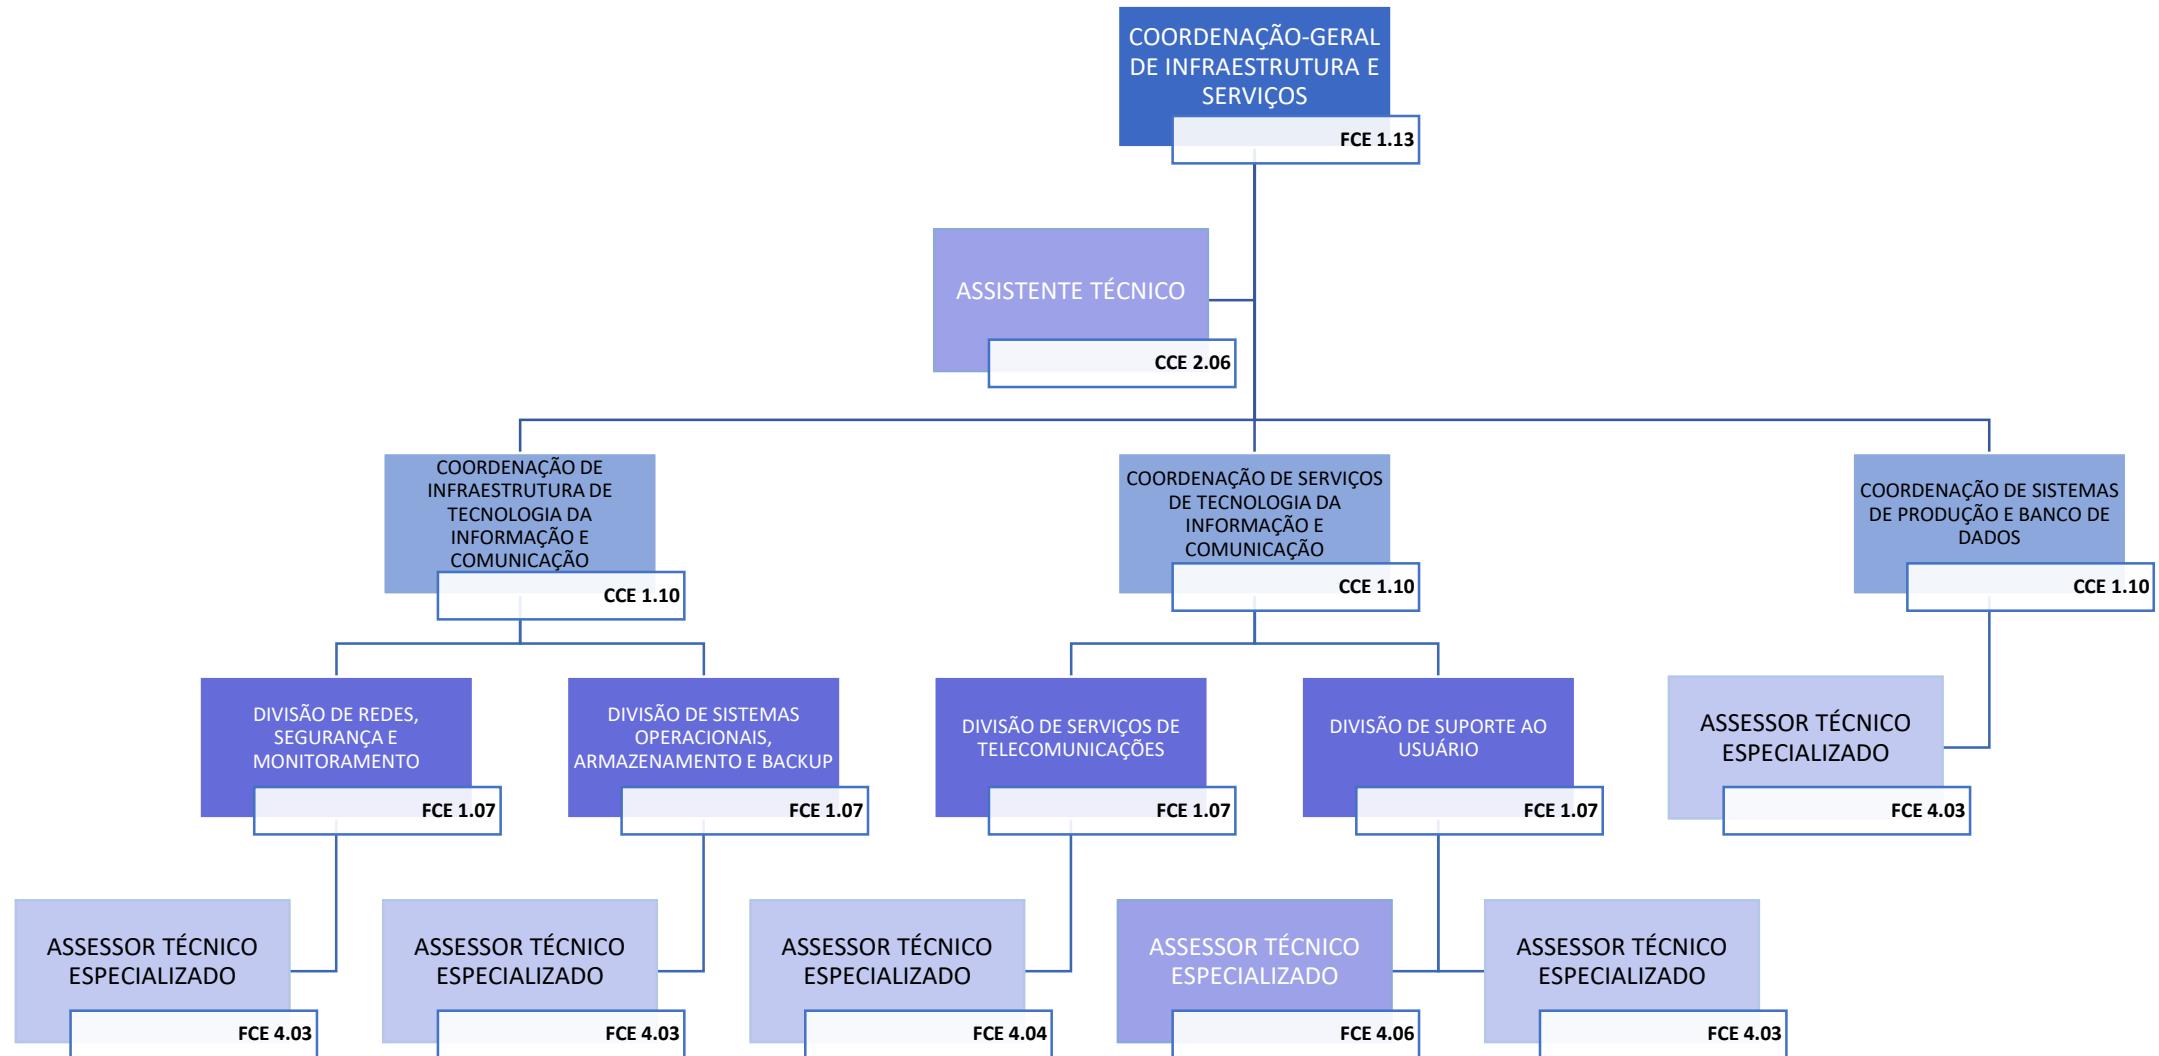 COORDENAÇÃO-GERAL
DE INFRAESTRUTURA E
SERVIÇOS
FCE 1.13
ASSISTENTE TÉCNICO
CCE 2.06
COORDENAÇÃO DE
INFRAESTRUTURA DE
TECNOLOGIA DA
INFORMAÇÃO E
COMUNICAÇÃO
CCE 1.10
COORDENAÇÃO DE SERVIÇOS
DE TECNOLOGIA DA
INFORMAÇÃO E
COMUNICAÇÃO
CCE 1.10
COORDENAÇÃO DE SISTEMAS
DE PRODUÇÃO E BANCO DE
DADOS
CCE 1.10
DIVISÃO DE REDES,
SEGURANÇA E
MONITORAMENTO
FCE 1.07
DIVISÃO DE SISTEMAS
OPERACIONAIS,
ARMAZENAMENTO E BACKUP
FCE 1.07
DIVISÃO DE SERVIÇOS DE
TELECOMUNICAÇÕES
FCE 1.07
DIVISÃO DE SUPORTE AO
USUÁRIO
FCE 1.07
ASSESSOR TÉCNICO
ESPECIALIZADO
FCE 4.03
ASSESSOR TÉCNICO
ESPECIALIZADO
FCE 4.03
ASSESSOR TÉCNICO
ESPECIALIZADO
FCE 4.03
ASSESSOR TÉCNICO
ESPECIALIZADO
FCE 4.04
ASSESSOR TÉCNICO
ESPECIALIZADO
FCE 4.06
ASSESSOR TÉCNICO
ESPECIALIZADO
FCE 4.03